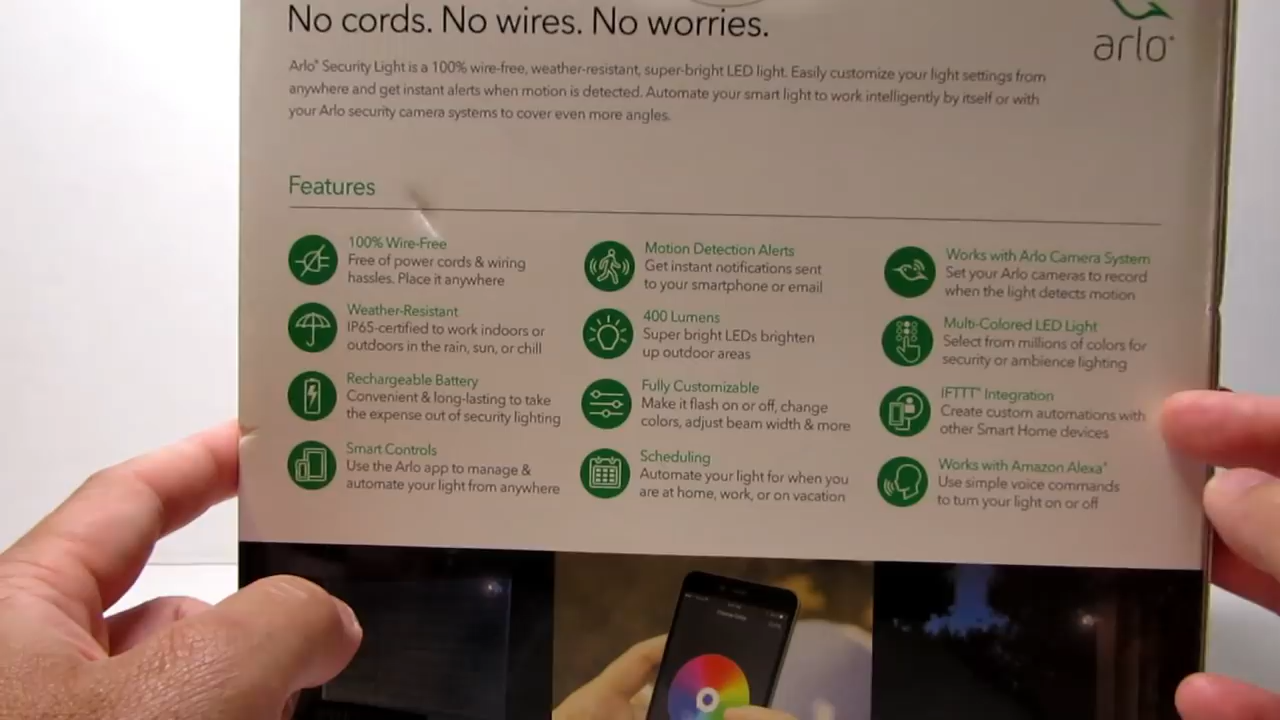 No cords. No wires. No worries.
arlo®
Arlo® Security Light is a 100% wire-free, weather-resistant, super-bright LED light. Easily customize your light settings from
anywhere and get instant alerts when motion is detected. Automate your smart light to work intelligently by itself or with
your Arlo security camera systems to cover even more angles.
Features
100% Wire-Free
Free of power cords & wiring
hassles. Place it anywhere
Weather-Resistant
IP65-certified to work indoors or
outdoors in the rain, sun, or chill
Rechargeable Battery
Convenient & long-lasting to take
the expense out of security lighting
Smart Controls
Use the Arlo app to manage &
automate your light from anywhere
Motion Detection Alerts
Get instant notifications sent
to your smartphone or email
400 Lumens
Super bright LEDs brighten
up outdoor areas
Fully Customizable
Make it flash on or off, change
colors, adjust beam width & more
Scheduling
Automate your light for when you
are at home, work, or on vacation
Works with Arlo Camera System
Set your Arlo cameras to record
when the light detects motion
Multi-Colored LED Light
Select from millions of colors for
security or ambience lighting
IFTTT™ Integration
Create custom automations with
other Smart Home devices
Works with Amazon Alexa®
Use simple voice commands
to turn your light on or off